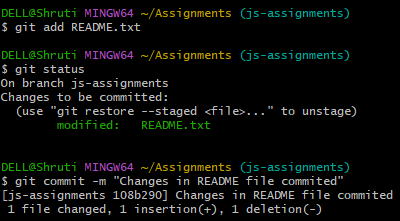 DELL@Shruti MINGW64 ~/Assignments (js-assignments)
$ git add README.txt
DELL@Shruti MINGW64 ~/Assignments (js-assignments)
$ git status
On branch js-assignments
Changes to be committed:
  (use "git restore --staged <file>..." to unstage)
        modified:   README.txt
DELL@Shruti MINGW64 ~/Assignments (js-assignments)
$ git commit -m "Changes in README file commited"
[js-assignments 108b290] Changes in README file commited
 1 file changed, 1 insertion(+), 1 deletion(-)